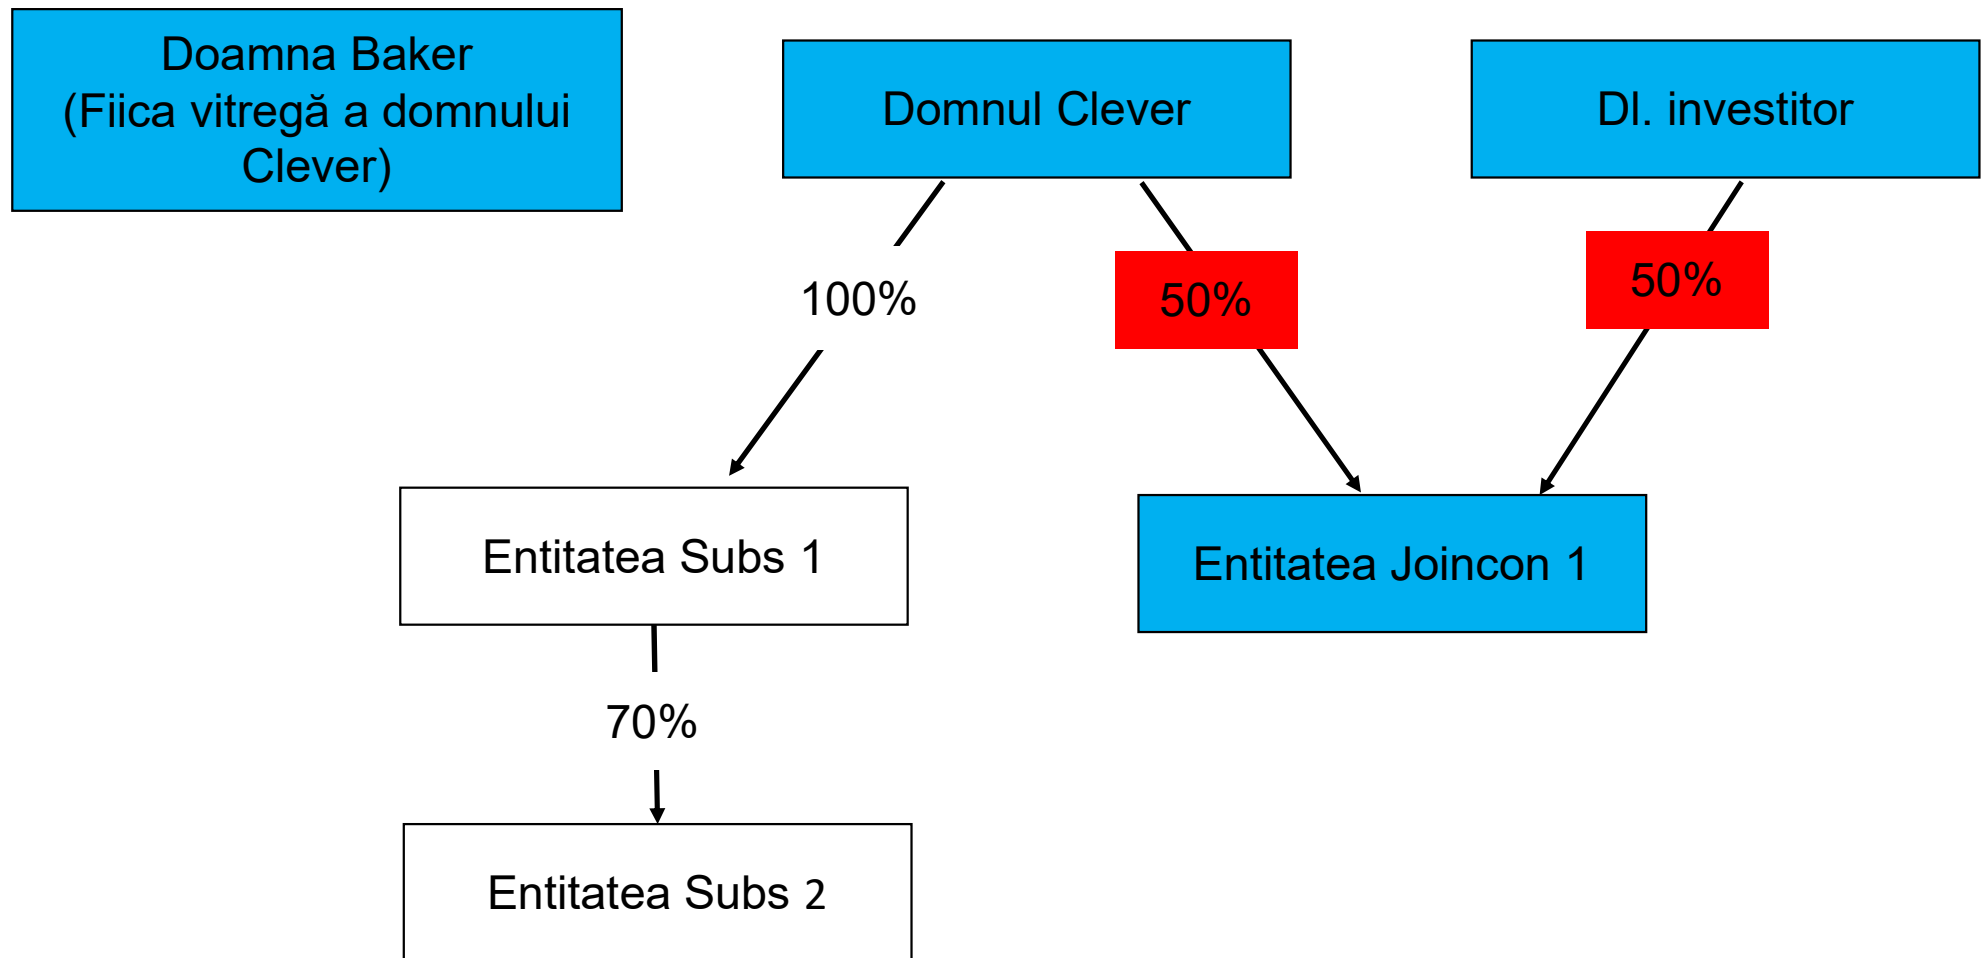 Doamna Baker
(Fiica vitregă a domnului
Clever)
Domnul Clever
Dl. investitor
100%
50%
50%
Entitatea Subs 1
Entitatea Joincon 1
70%
Entitatea Subs 2